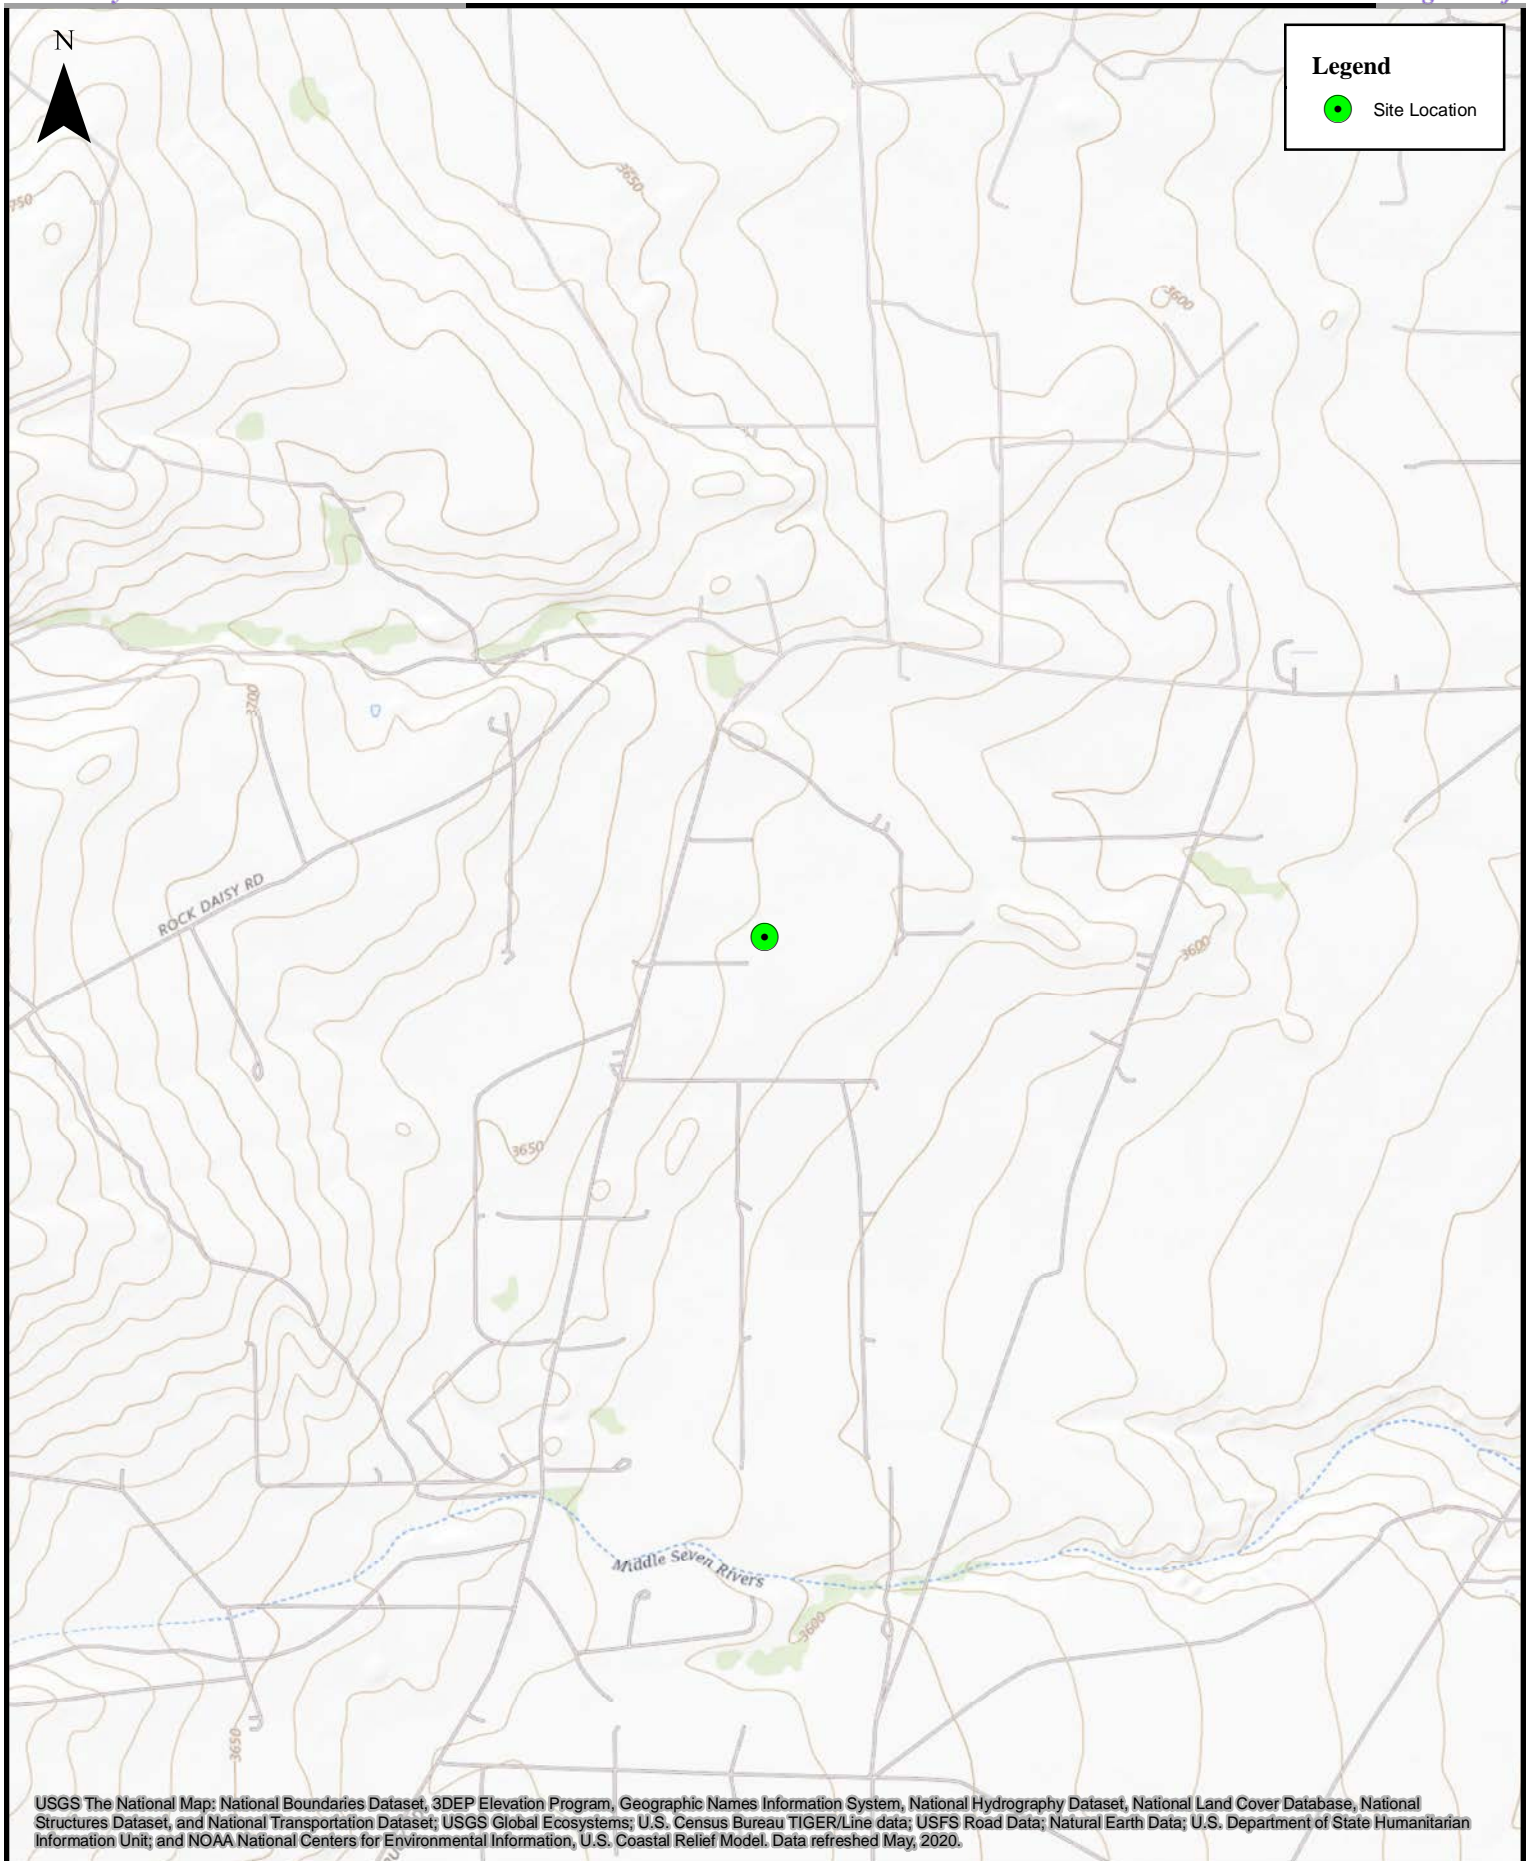 N
Legend
Site Location
3650
750
3600
3700
ROCK DAISY RD
3600
3650
Middle Seven Rivers
3600
3650
USGS The National Map: National Boundaries Dataset, 3DEP Elevation Program, Geographic Names Information System, National Hydrography Dataset, National Land Cover Database, National
Structures Dataset, and National Transportation Dataset; USGS Global Ecosystems; U.S. Census Bureau TIGER/Line data; USFS Road Data; Natural Earth Data; U.S. Department of State Humanitarian
Information Unit; and NOAA National Centers for Environmental Information, U.S. Coastal Relief Model. Data refreshed May, 2020.